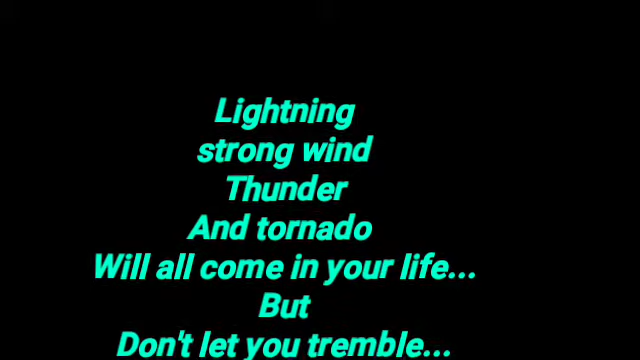 Lightning
strong wind
Thunder
And tornado
Will all come in your life...
But
Don't let you tremble...